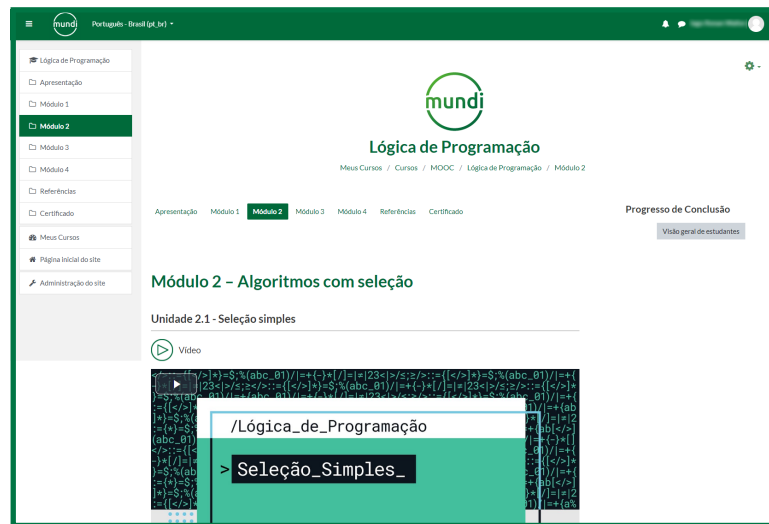 mundi Português - Brasil (pt_br)
Lógica de Programação
Apresentação
Módulo 1
Módulo 2
Módulo 3
Módulo 4
Referências
Certificado
Meus Cursos
Página inicial do site
Administração do site
mundi
Lógica de Programação
Meus Cursos / Cursos / MOOC / Lógica de Programação / Módulo 2
Apresentação Módulo 1 Módulo 2 Módulo 3 Módulo 4 Referências Certificado
Progresso de Conclusão
Visão geral de estudantes
Módulo 2 – Algoritmos com seleção
Unidade 2.1 - Seleção simples
Vídeo
/Lógica_de_Programação
> Seleção_Simples_